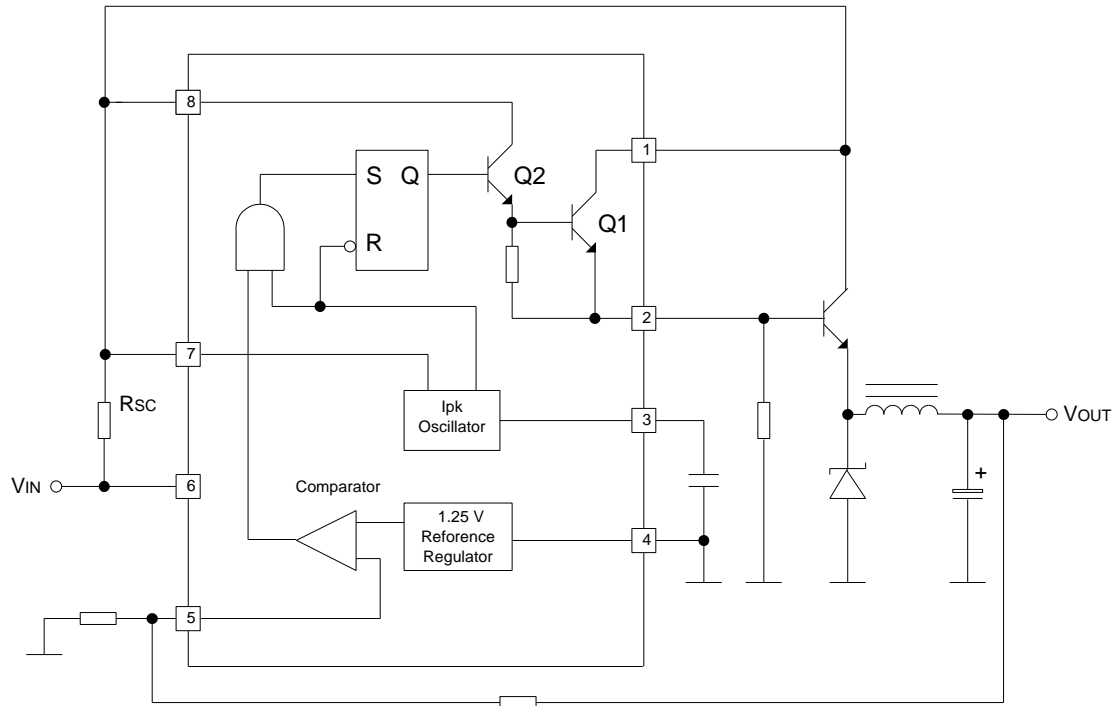 8
1
S Q
Q2
Q1
R
2
7
RSC
Ipk
Oscillator
3
VOUT
+
VIN
6
Comparator
1.25 V
Reforence
Regulator
4
5